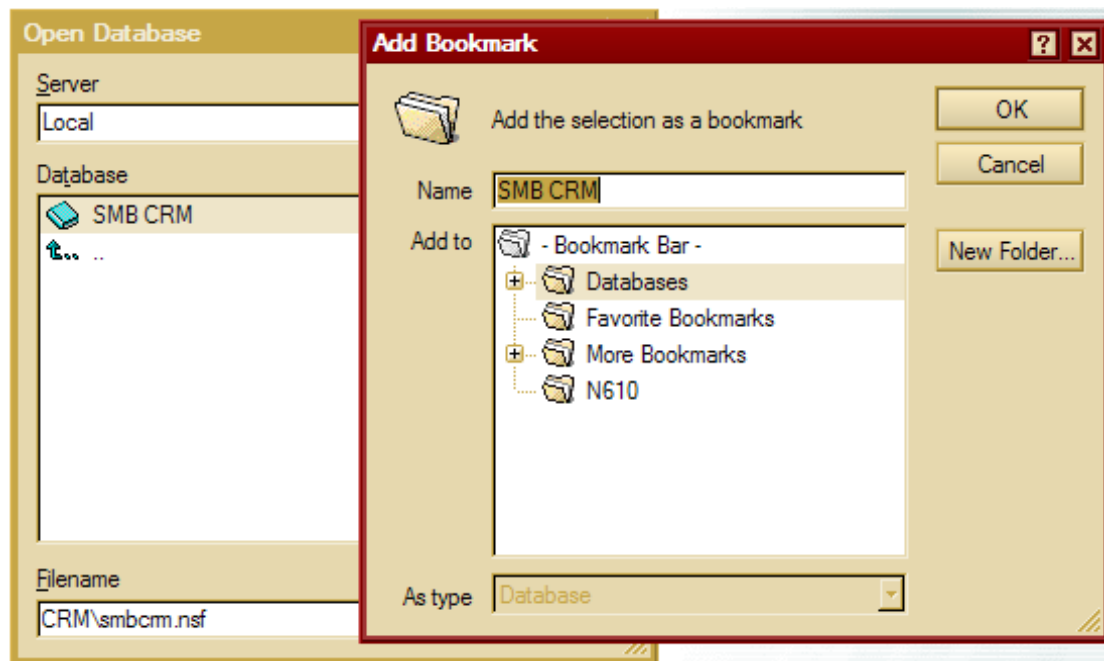 Open Database
Server
Local
Database
SMB CRM
..
Filename
CRM\smbcrm.nsf
Add Bookmark
Add the selection as a bookmark
OK
Cancel
New Folder...
Name
SMB CRM
Add to
- Bookmark Bar -
Databases
Favorite Bookmarks
More Bookmarks
N610
As type
Database